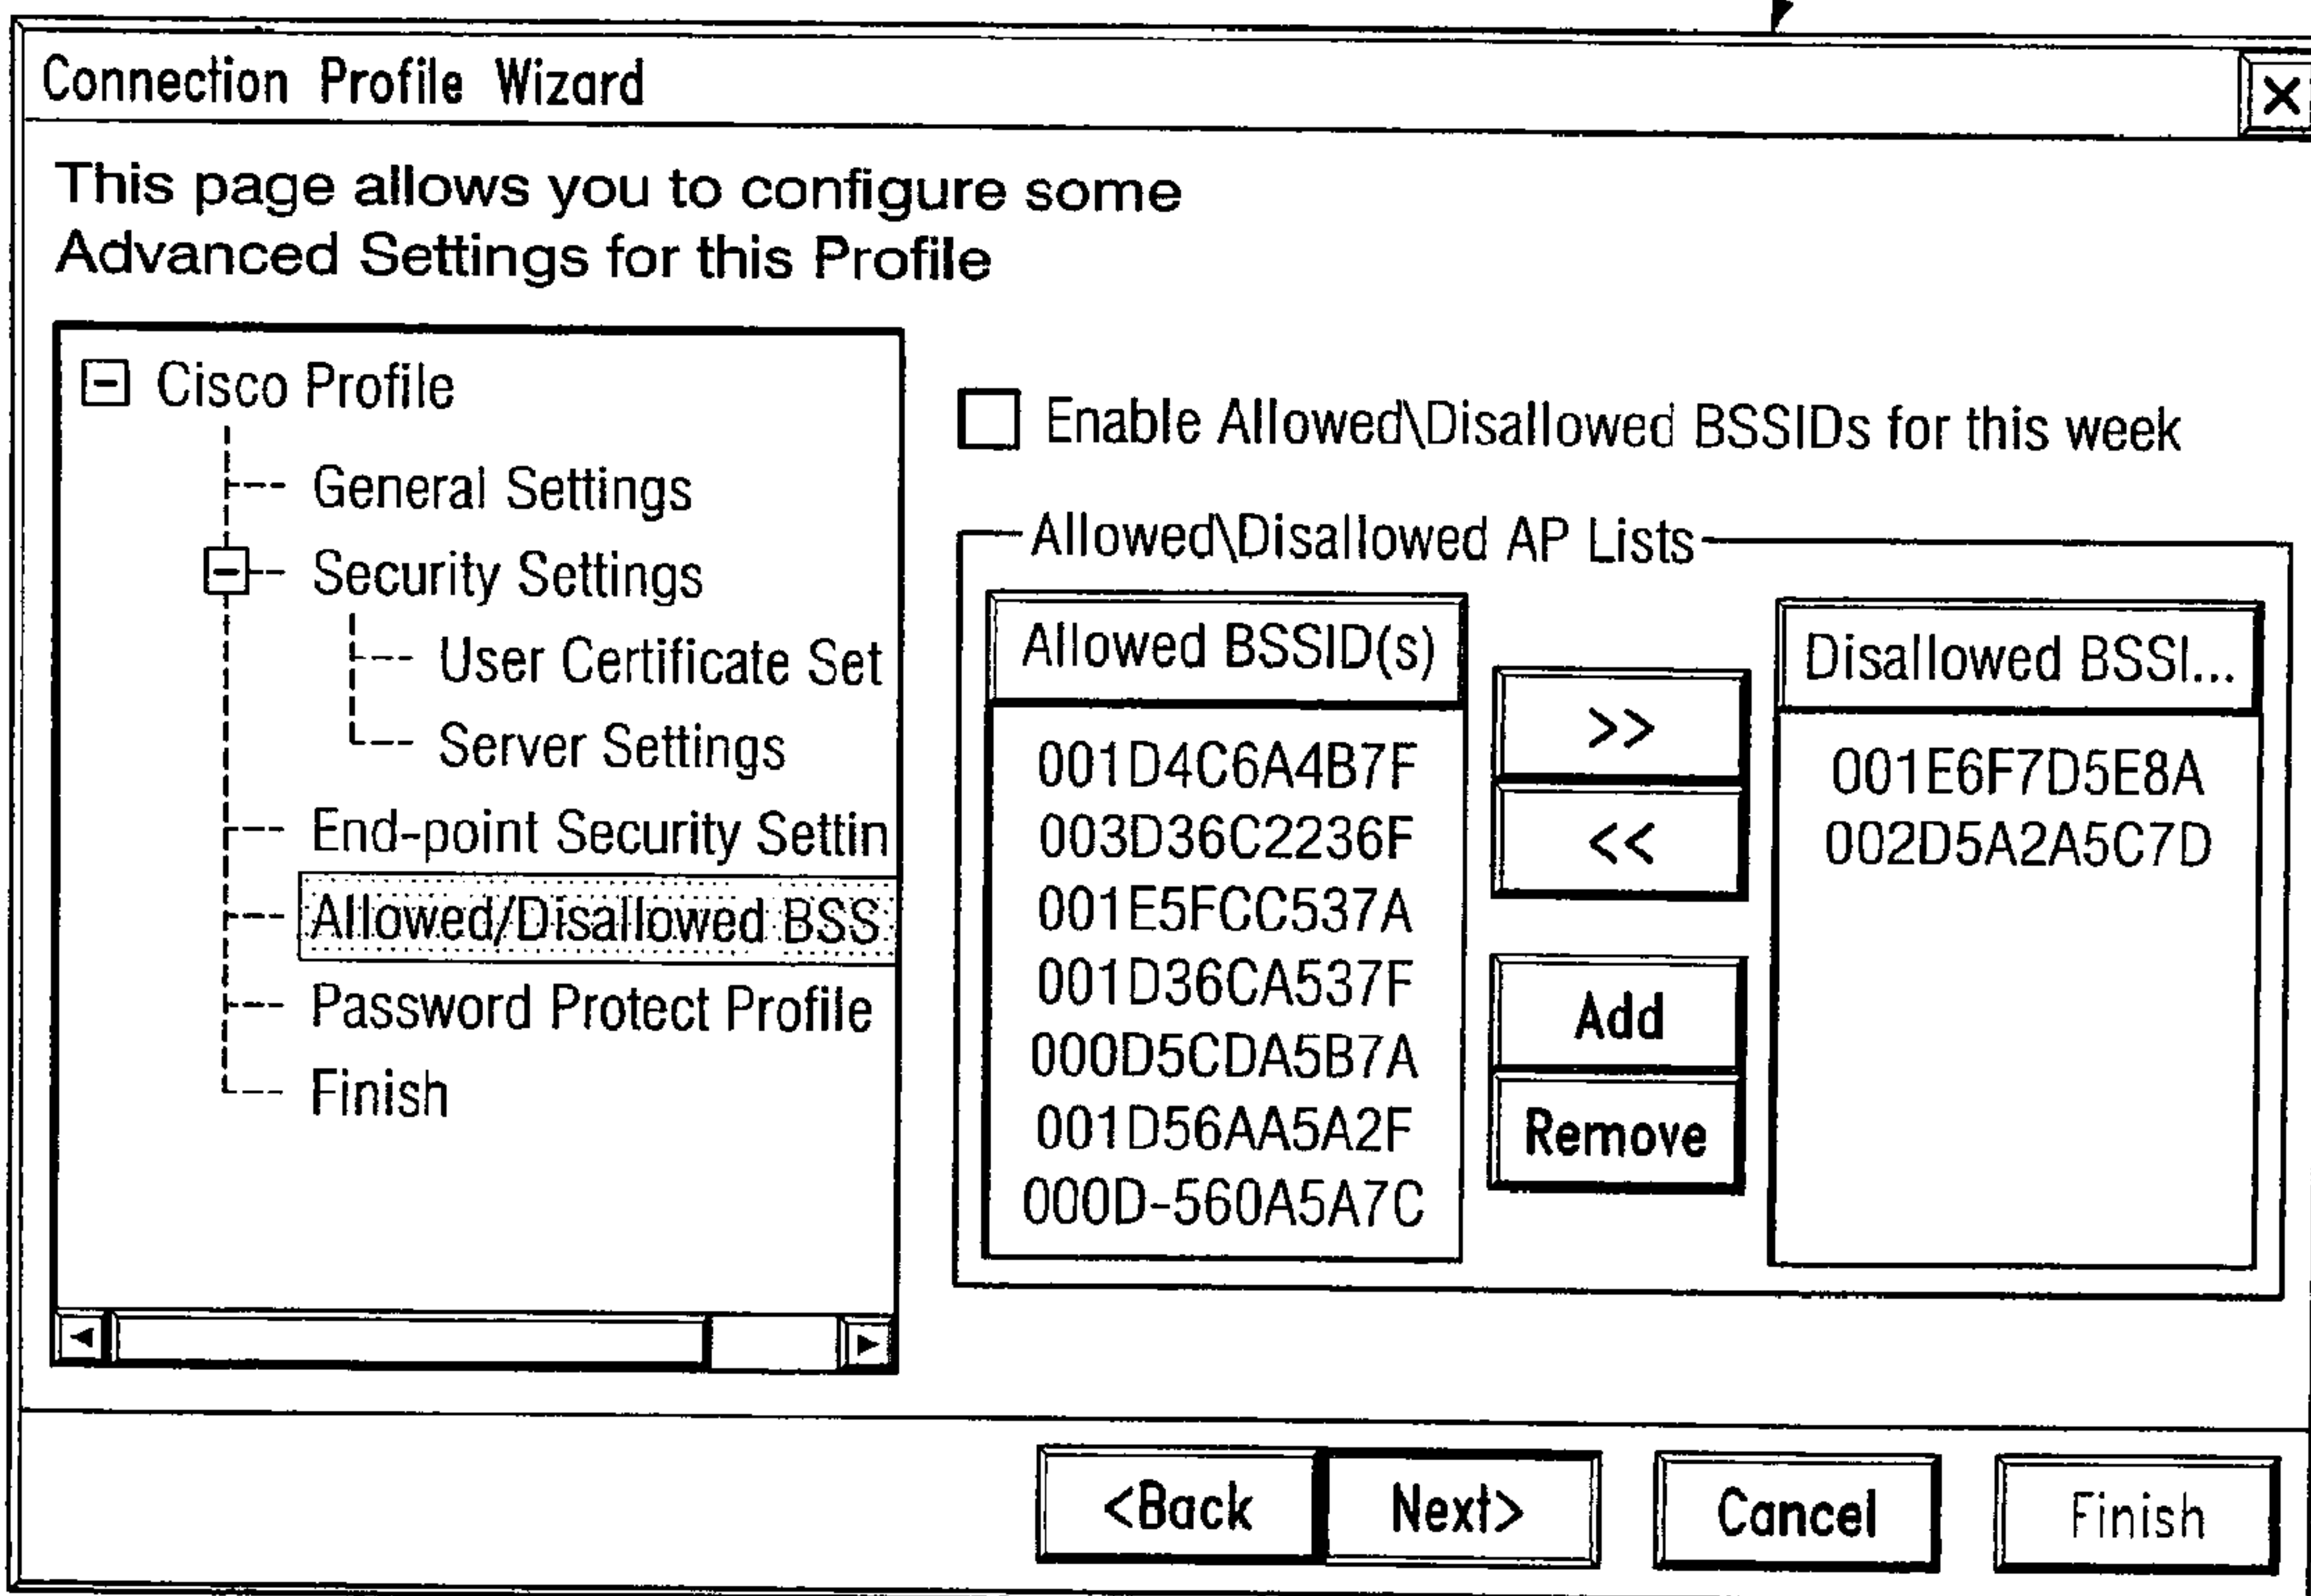 Connection Profile Wizard
This page allows you to configure some
Advanced Settings for this Profile
Cisco Profile
General Settings
Security Settings
User Certificate Set
Server Settings
End-point Security Settin
Allowed/Disallowed BSS
Password Protect Profile
Finish
Enable Allowed\Disallowed BSSIDs for this week
Allowed\Disallowed AP Lists
Allowed BSSID(s)
001D4C6A4B7F
003D36C2236F
001E5FCC537A
001D36CA537F
000D5CDA5B7A
001D56AA5A2F
000D-560A5A7C
>>
<<
Add
Remove
Disallowed BSSI...
001E6F7D5E8A
002D5A2A5C7D
<Back
Next>
Cancel
Finish